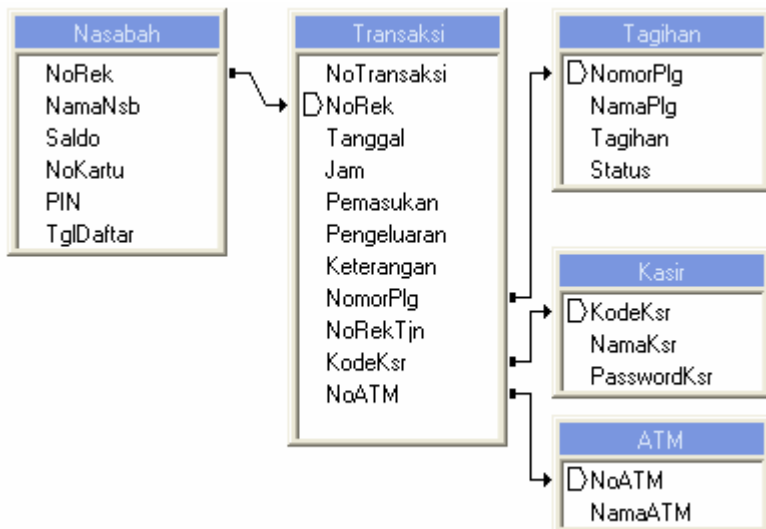 Nasabah
NoRek
NamaNsb
Saldo
NoKartu
PIN
TglDaftar
Transaksi
NoTransaksi
NoRek
Tanggal
Jam
Pemasukan
Pengeluaran
Keterangan
NomorPlg
NoRekTjn
KodeKsr
NoATM
Tagihan
NomorPlg
NamaPlg
Tagihan
Status
Kasir
KodeKsr
NamaKsr
PasswordKsr
ATM
NoATM
NamaATM